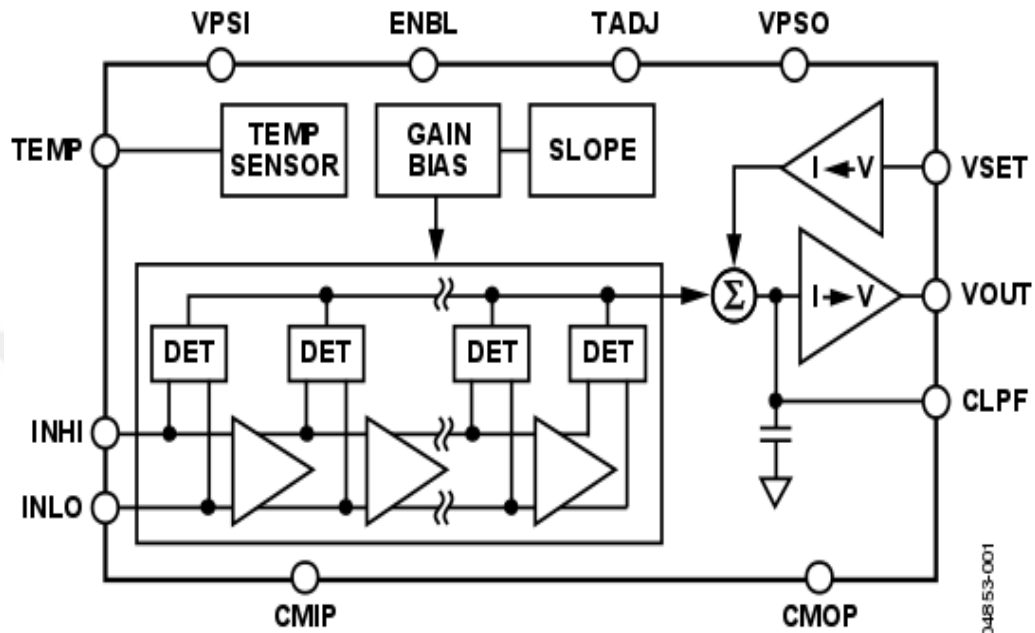 VPSI ENBL TADJ VPSO
TEMP
TEMP
SENSOR
GAIN
BIAS
SLOPE
I V
VSET
Σ
I V
VOUT
DET DET DET DET
CLPF
INHI
INLO
CMIP CMOP
04853-001